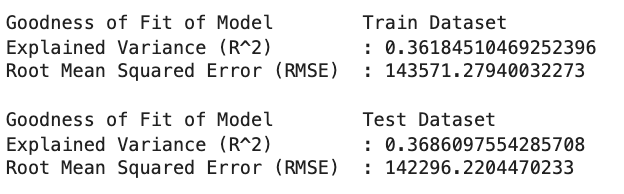 Goodness of Fit of Model        Train Dataset
Explained Variance (R^2)        : 0.36184510469252396
Root Mean Squared Error (RMSE)  : 143571.27940032273

Goodness of Fit of Model        Test Dataset
Explained Variance (R^2)        : 0.3686097554285708
Root Mean Squared Error (RMSE)  : 142296.2204470233